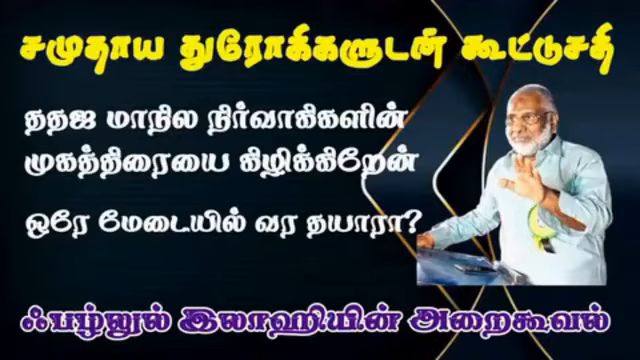 சமுதாய துரோகிகளுடன் கூட்டுசதி
ததஜ மாநில நிர்வாகிகளின்
முகத்திரையை கிழிக்கிறேன்
ஒரே மேடையில் வர தயாரா?
ஃபழ்லுல் இலாஹியின் அறைகூவல்